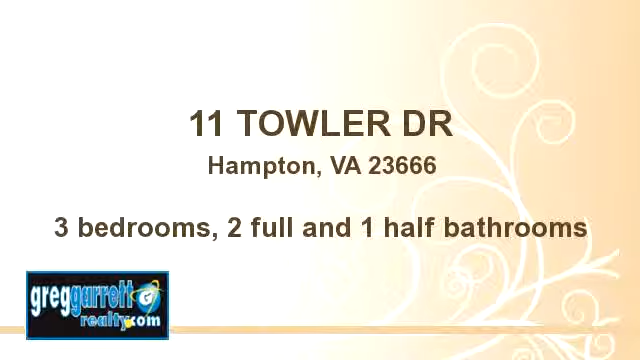 11 TOWLER DR
Hampton, VA 23666
3 bedrooms, 2 full and 1 half bathrooms
greggarrett
realty.com